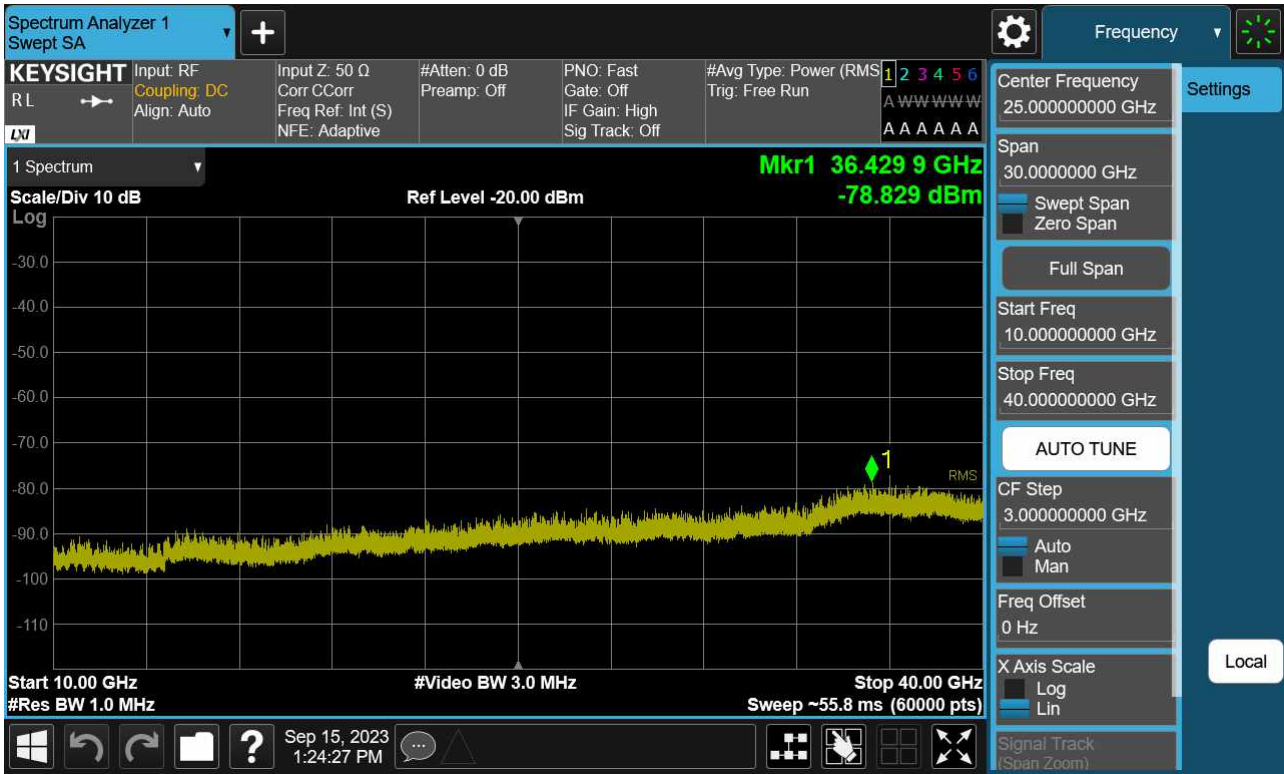 Spectrum Analyzer 1
Swept SA
+
Frequency
KEYSIGHT
R L
LXI
Input: RF
Coupling: DC
Align: Auto
Input Z: 50 Ω
Corr CCorr
Freq Ref: Int (S)
NFE: Adaptive
#Atten: 0 dB
Preamp: Off
PNO: Fast
Gate: Off
IF Gain: High
Sig Track: Off
#Avg Type: Power (RMS
Trig: Free Run
1 2 3 4 5 6
A W W W W W
A A A A A A
1 Spectrum
Scale/Div 10 dB
Log
Ref Level -20.00 dBm
Mkr1 36.429 9 GHz
-78.829 dBm
-30.0
-40.0
-50.0
-60.0
-70.0
-80.0
-90.0
-100
-110
1
RMS
Start 10.00 GHz
#Res BW 1.0 MHz
#Video BW 3.0 MHz
Stop 40.00 GHz
Sweep ~55.8 ms (60000 pts)
Center Frequency
25.000000000 GHz
Span
30.0000000 GHz
Swept Span
Zero Span
Full Span
Start Freq
10.000000000 GHz
Stop Freq
40.000000000 GHz
AUTO TUNE
CF Step
3.000000000 GHz
Auto
Man
Freq Offset
0 Hz
X Axis Scale
Log
Lin
Signal Track
(Span Zoom)
Settings
Local
?
Sep 15, 2023
1:24:27 PM